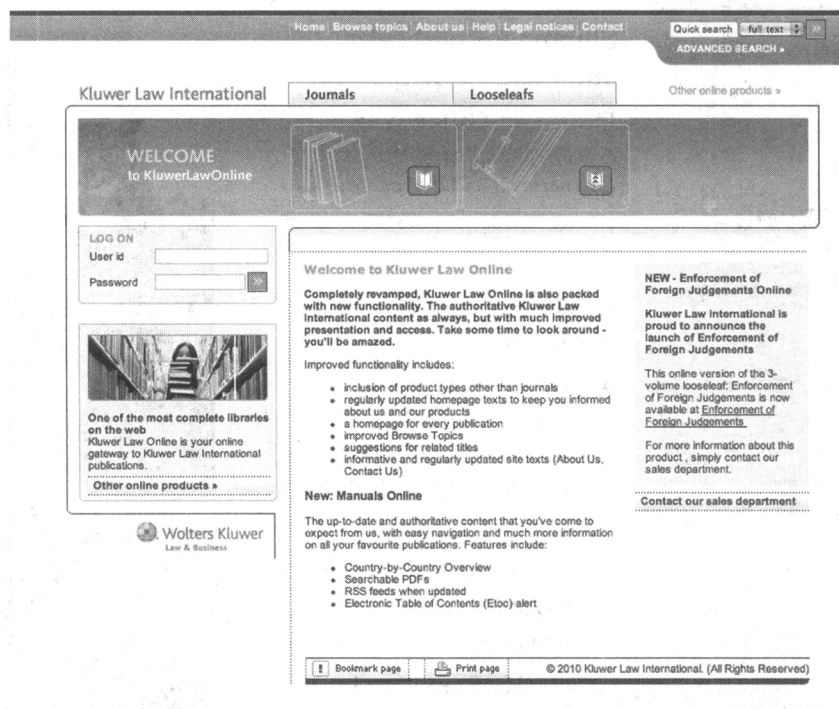 Home Browse topics About us Help Legal notices Contact
Quick search full text
ADVANCED SEARCH
Kluwer Law International
Journals
Looseleafs
Other online products »
WELCOME
to KluwerLawOnline
LOG ON
User id
Password
One of the most complete libraries
on the web
Kluwer Law Online is your online
gateway to Kluwer Law International
publications.
Other online products »
Wolters Kluwer
Law & Business
Welcome to Kluwer Law Online
Completely revamped, Kluwer Law Online is also packed
with new functionality. The authoritative Kluwer Law
International content as always, but with much improved
presentation and access. Take some time to look around -
you'll be amazed.
Improved functionality includes:
• inclusion of product types other than journals
• regularly updated homepage texts to keep you informed
about us and our products
• a homepage for every publication
• improved Browse Topics
• suggestions for related titles
• informative and regularly updated site texts (About Us,
Contact Us)
New: Manuals Online
The up-to-date and authoritative content that you've come to
expect from us, with easy navigation and much more information
on all your favourite publications. Features include:
• Country-by-Country Overview
• Searchable PDFs
• RSS feeds when updated
• Electronic Table of Contents (Etoc) alert
NEW - Enforcement of
Foreign Judgements Online
Kluwer Law International is
proud to announce the
launch of Enforcement of
Foreign Judgements
This online version of the 3-
volume looseleaf: Enforcement
of Foreign Judgements is now
available at Enforcement of
Foreign Judgements
For more information about this
product , simply contact our
sales department.
Contact our sales department
Bookmark page
Print page
© 2010 Kluwer Law International. (All Rights Reserved)